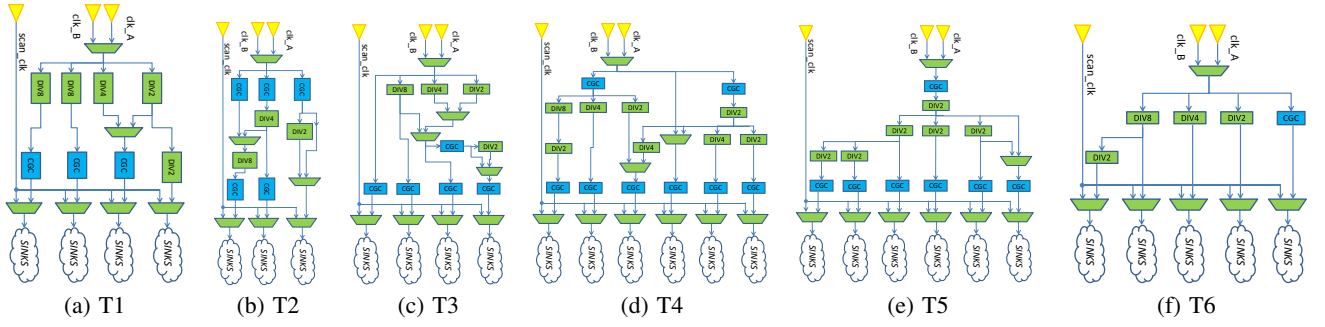 clk_B
clk_A
scan_clk
DIV8
DIV8
DIV4
DIV2
CGC
CGC
CGC
DIV2
SINKS
SINKS
SINKS
SINKS
(a) T1
clk_B
clk_A
scan_clk
CGC
CGC
CGC
DIV4
DIV2
DIV8
CGC
CGC
SINKS
SINKS
SINKS
(b) T2
clk_B
clk_A
scan_clk
DIV8
DIV4
DIV2
CGC
DIV2
CGC
CGC
CGC
CGC
SINKS
SINKS
SINKS
SINKS
(c) T3
clk_B
clk_A
scan_clk
CGC
CGC
DIV8
DIV4
DIV2
DIV2
DIV2
DIV4
DIV2
DIV2
CGC
CGC
CGC
CGC
CGC
CGC
SINKS
SINKS
SINKS
SINKS
SINKS
SINKS
(d) T4
clk_B
clk_A
scan_clk
CGC
DIV2
DIV2
DIV2
DIV2
DIV2
DIV2
CGC
CGC
CGC
CGC
CGC
CGC
SINKS
SINKS
SINKS
SINKS
SINKS
SINKS
(e) T5
clk_B
clk_A
scan_clk
DIV8
DIV4
DIV2
CGC
DIV2
SINKS
SINKS
SINKS
SINKS
SINKS
(f) T6